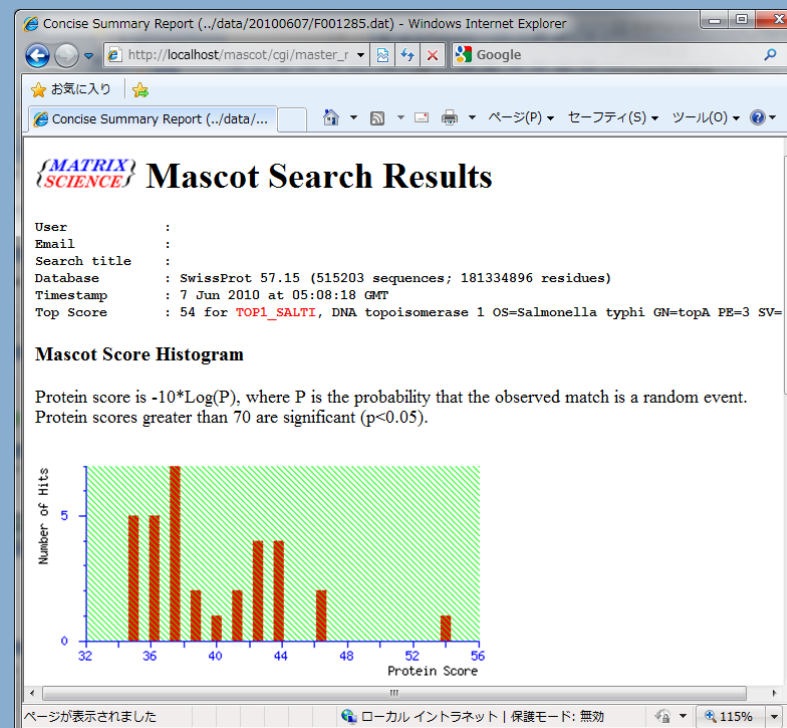 Concise Summary Report (../data/20100607/F001285.dat) - Windows Internet Explorer
http://localhost/mascot/cgi/master_r
Google
お気に入り
Concise Summary Report (../data/...
ページ(P) セーフティ(S) ツール(O)
{MATRIX SCIENCE} Mascot Search Results
User :
Email :
Search title :
Database : SwissProt 57.15 (515203 sequences; 181334896 residues)
Timestamp : 7 Jun 2010 at 05:08:18 GMT
Top Score : 54 for TOP1_SALTI, DNA topoisomerase 1 OS=Salmonella typhi GN=topA PE=3 SV=
Mascot Score Histogram
Protein score is -10*Log(P), where P is the probability that the observed match is a random event.
Protein scores greater than 70 are significant (p<0.05).
Number of Hits
5
0
32 36 40 44 48 52 56
Protein Score
ページが表示されました ローカル イントラネット | 保護モード: 無効 115%